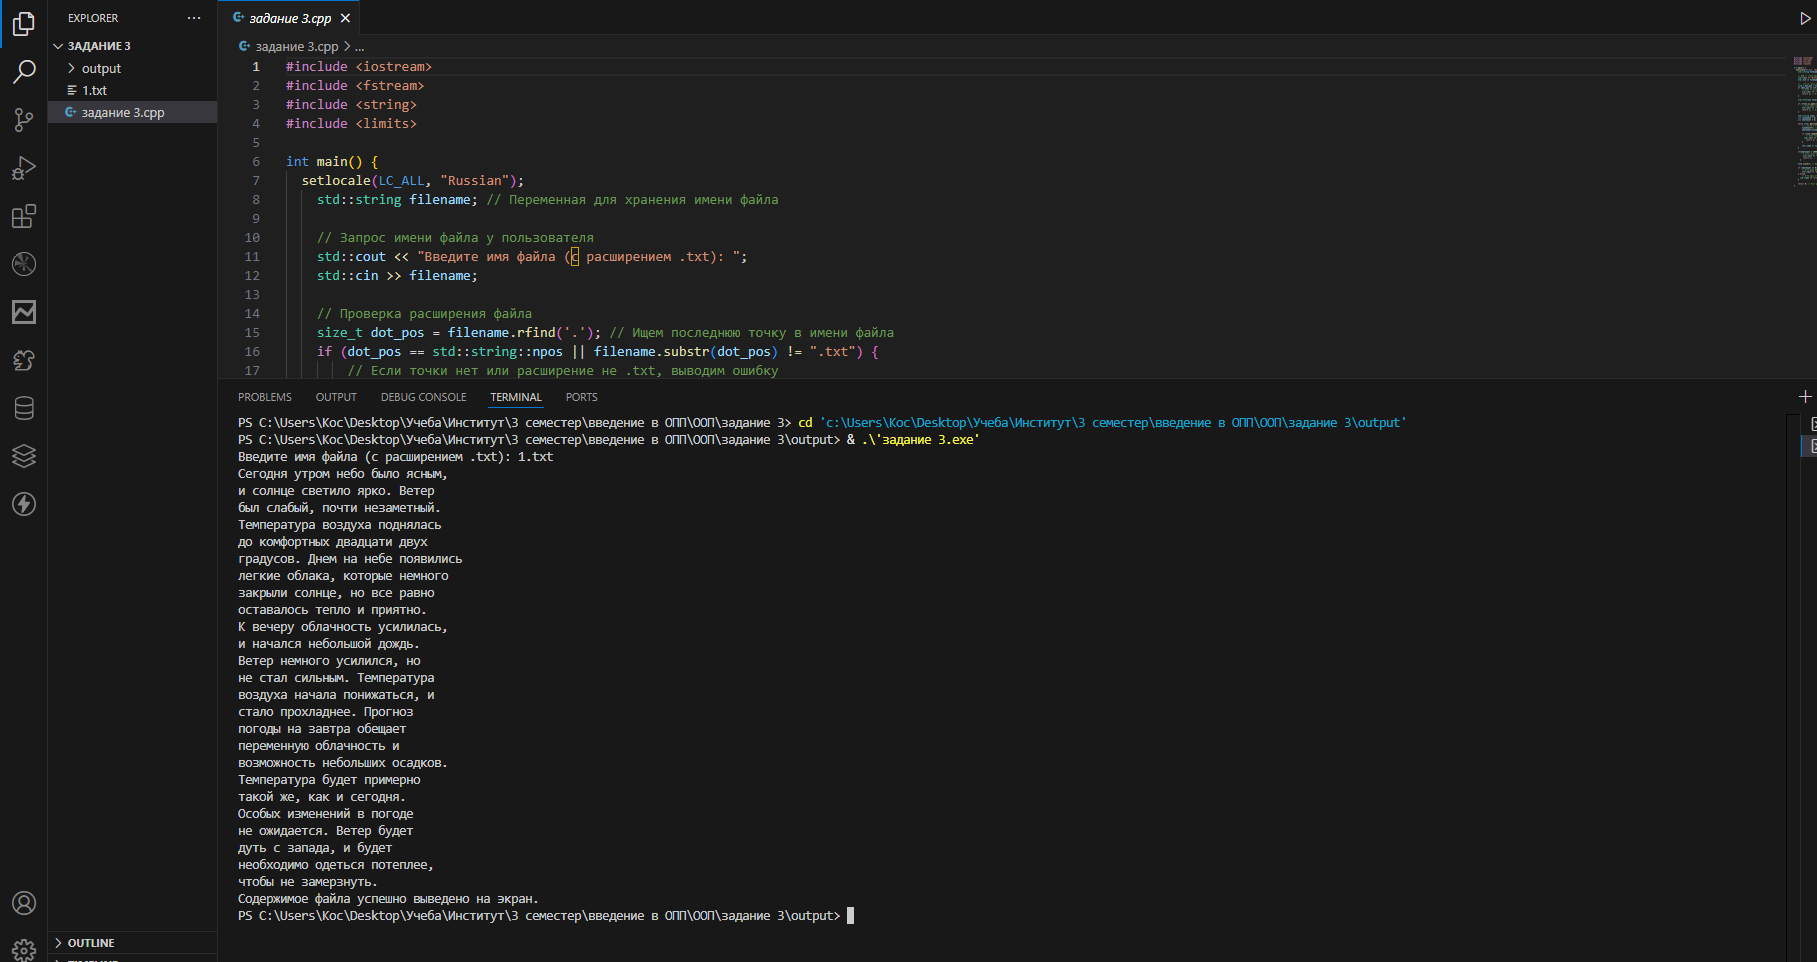 EXPLORER ...
ЗАДАНИЕ 3
output
1.txt
задание 3.cpp
OUTLINE
задание 3.cpp
задание 3.cpp > ...
1 #include <iostream>
2 #include <fstream>
3 #include <string>
4 #include <limits>
5
6 int main() {
7 setlocale(LC_ALL, "Russian");
8 std::string filename; // Переменная для хранения имени файла
9
10 // Запрос имени файла у пользователя
11 std::cout << "Введите имя файла (с расширением .txt): ";
12 std::cin >> filename;
13
14 // Проверка расширения файла
15 size_t dot_pos = filename.rfind('.'); // Ищем последнюю точку в имени файла
16 if (dot_pos == std::string::npos || filename.substr(dot_pos) != ".txt") {
17 // Если точки нет или расширение не .txt, выводим ошибку
PROBLEMS OUTPUT DEBUG CONSOLE TERMINAL PORTS
PS C:\Users\Koc\Desktop\Учеба\Институт\3 семестр\введение в ОПП\ООП\задание 3> cd 'c:\Users\Koc\Desktop\Учеба\Институт\3 семестр\введение в ОПП\ООП\задание 3\output'
PS C:\Users\Koc\Desktop\Учеба\Институт\3 семестр\введение в ОПП\ООП\задание 3\output> & .\'задание 3.exe'
Введите имя файла (с расширением .txt): 1.txt
Сегодня утром небо было ясным,
и солнце светило ярко. Ветер
был слабый, почти незаметный.
Температура воздуха поднялась
до комфортных двадцати двух
градусов. Днем на небе появились
легкие облака, которые немного
закрыли солнце, но все равно
оставалось тепло и приятно.
К вечеру облачность усилилась,
и начался небольшой дождь.
Ветер немного усилился, но
не стал сильным. Температура
воздуха начала понижаться, и
стало прохладнее. Прогноз
погоды на завтра обещает
переменную облачность и
возможность небольших осадков.
Температура будет примерно
такой же, как и сегодня.
Особых изменений в погоде
не ожидается. Ветер будет
дуть с запада, и будет
необходимо одеться потеплее,
чтобы не замерзнуть.
Содержимое файла успешно выведено на экран.
PS C:\Users\Koc\Desktop\Учеба\Институт\3 семестр\введение в ОПП\ООП\задание 3\output>